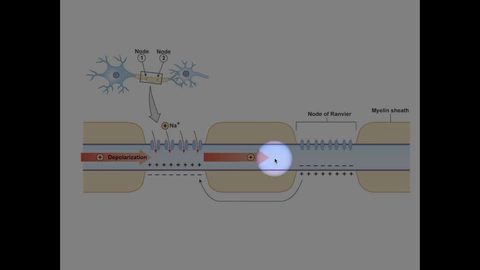 Node
1
Node
2
Na+
Node of Ranvier
Myelin sheath
+ Depolarization
+ + + + + + +
− − − − − − −
+
− − − − − − −
+ + + + + + +